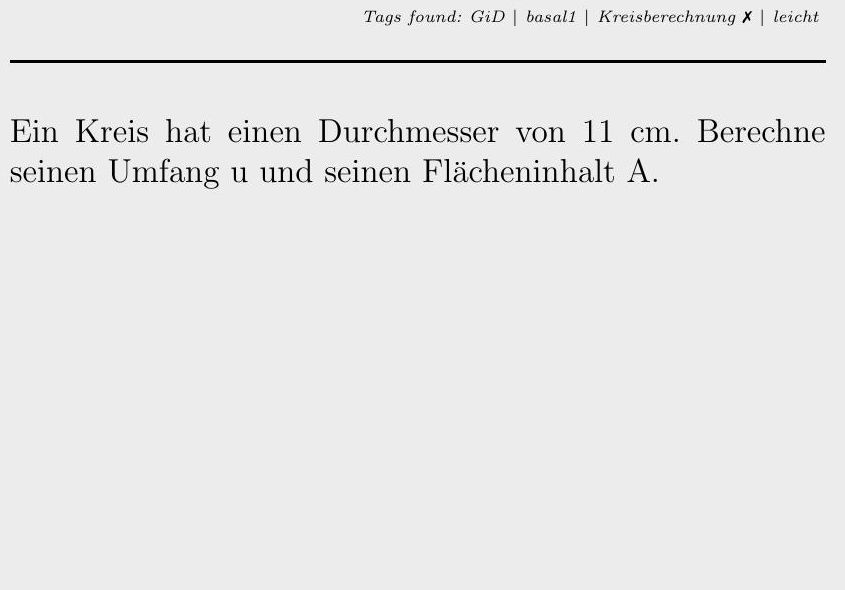 Tags found: GiD | basal1 | Kreisberechnung ✗ | leicht
Ein Kreis hat einen Durchmesser von 11 cm. Berechne
seinen Umfang u und seinen Flächeninhalt A.